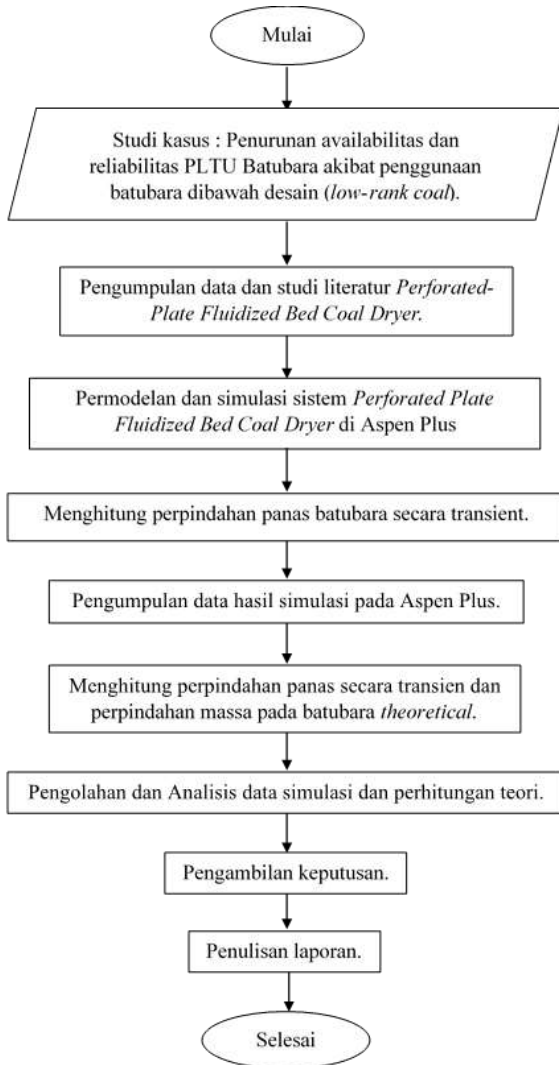 Mulai
Studi kasus : Penurunan availabilitas dan
reliabilitas PLTU Batubara akibat penggunaan
batubara dibawah desain (low-rank coal).
Pengumpulan data dan studi literatur Perforated-
Plate Fluidized Bed Coal Dryer.
Permodelan dan simulasi sistem Perforated Plate
Fluidized Bed Coal Dryer di Aspen Plus
Menghitung perpindahan panas batubara secara transient.
Pengumpulan data hasil simulasi pada Aspen Plus.
Menghitung perpindahan panas secara transien dan
perpindahan massa pada batubara theoretical.
Pengolahan dan Analisis data simulasi dan perhitungan teori.
Pengambilan keputusan.
Penulisan laporan.
Selesai